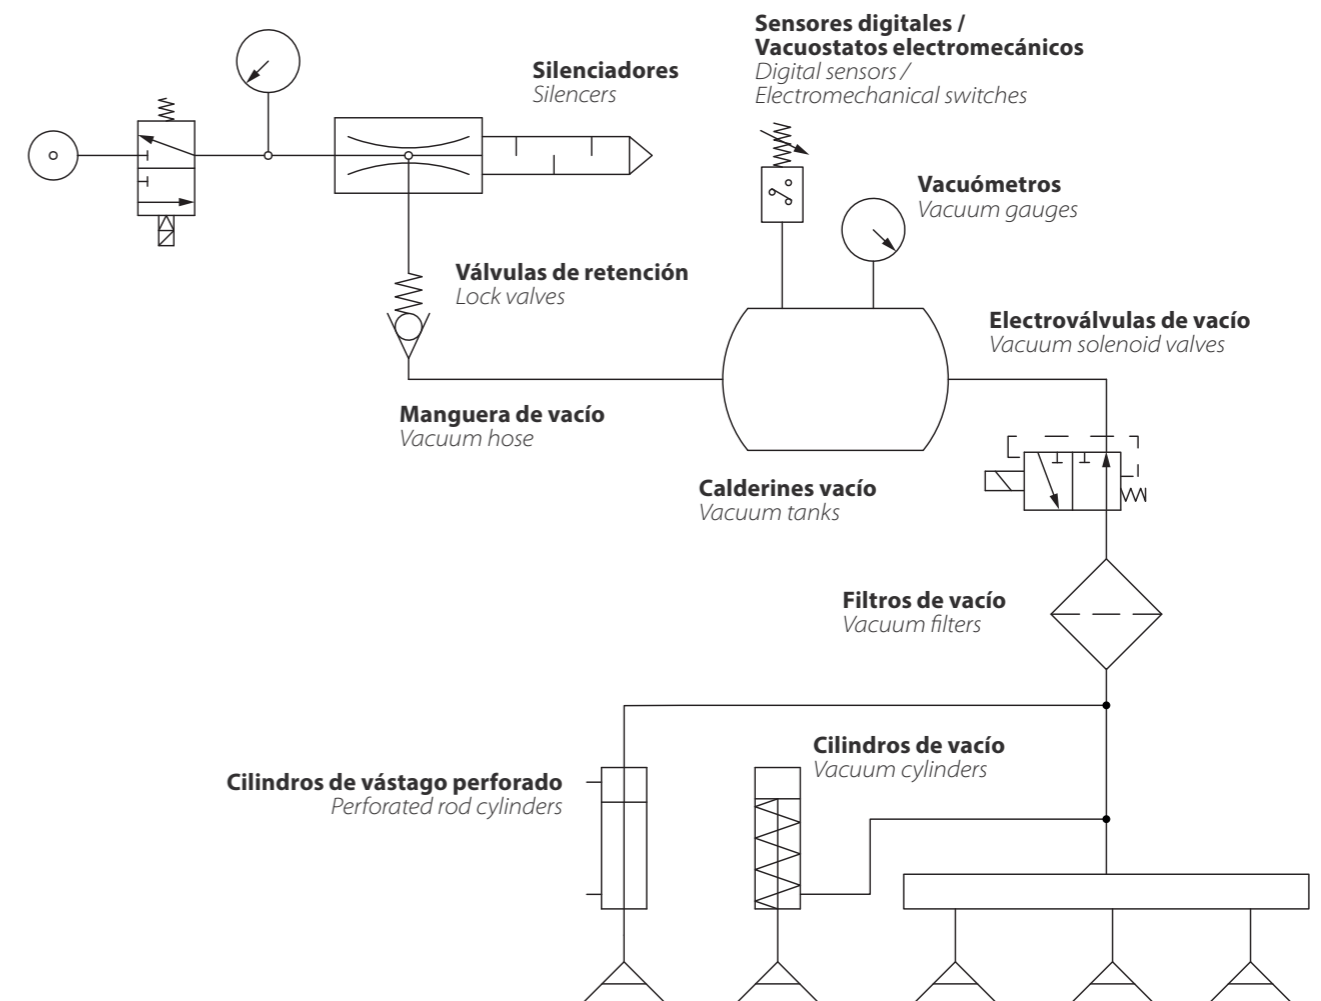 Sensores digitales /
Vacuostatos electromecánicos
Digital sensors /
Electromechanical switches
Silenciadores
Silencers
Vacuómetros
Vacuum gauges
Válvulas de retención
Lock valves
Electroválvulas de vacío
Vacuum solenoid valves
Manguera de vacío
Vacuum hose
Calderines vacío
Vacuum tanks
Filtros de vacío
Vacuum filters
Cilindros de vacío
Vacuum cylinders
Cilindros de vástago perforado
Perforated rod cylinders